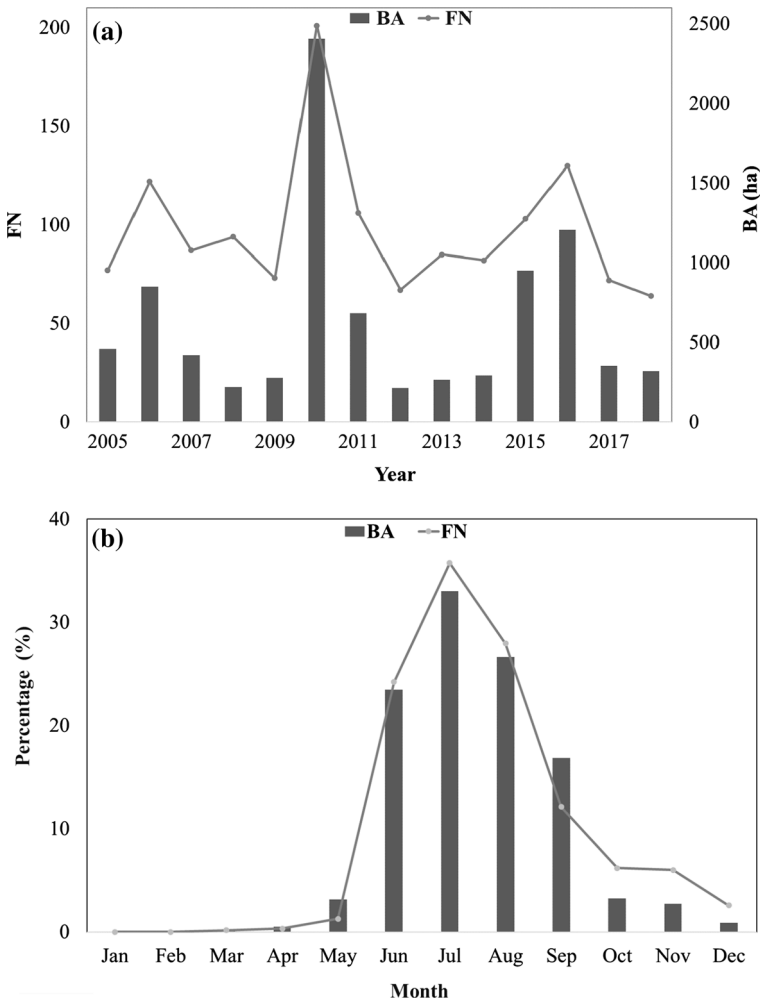 (a)
BA FN
200
150
100
50
0
FN
2500
2000
1500
1000
500
0
BA (ha)
2005 2007 2009 2011 2013 2015 2017
Year
(b)
BA FN
40
30
20
10
0
Percentage (%)
Jan Feb Mar Apr May Jun Jul Aug Sep Oct Nov Dec
Month